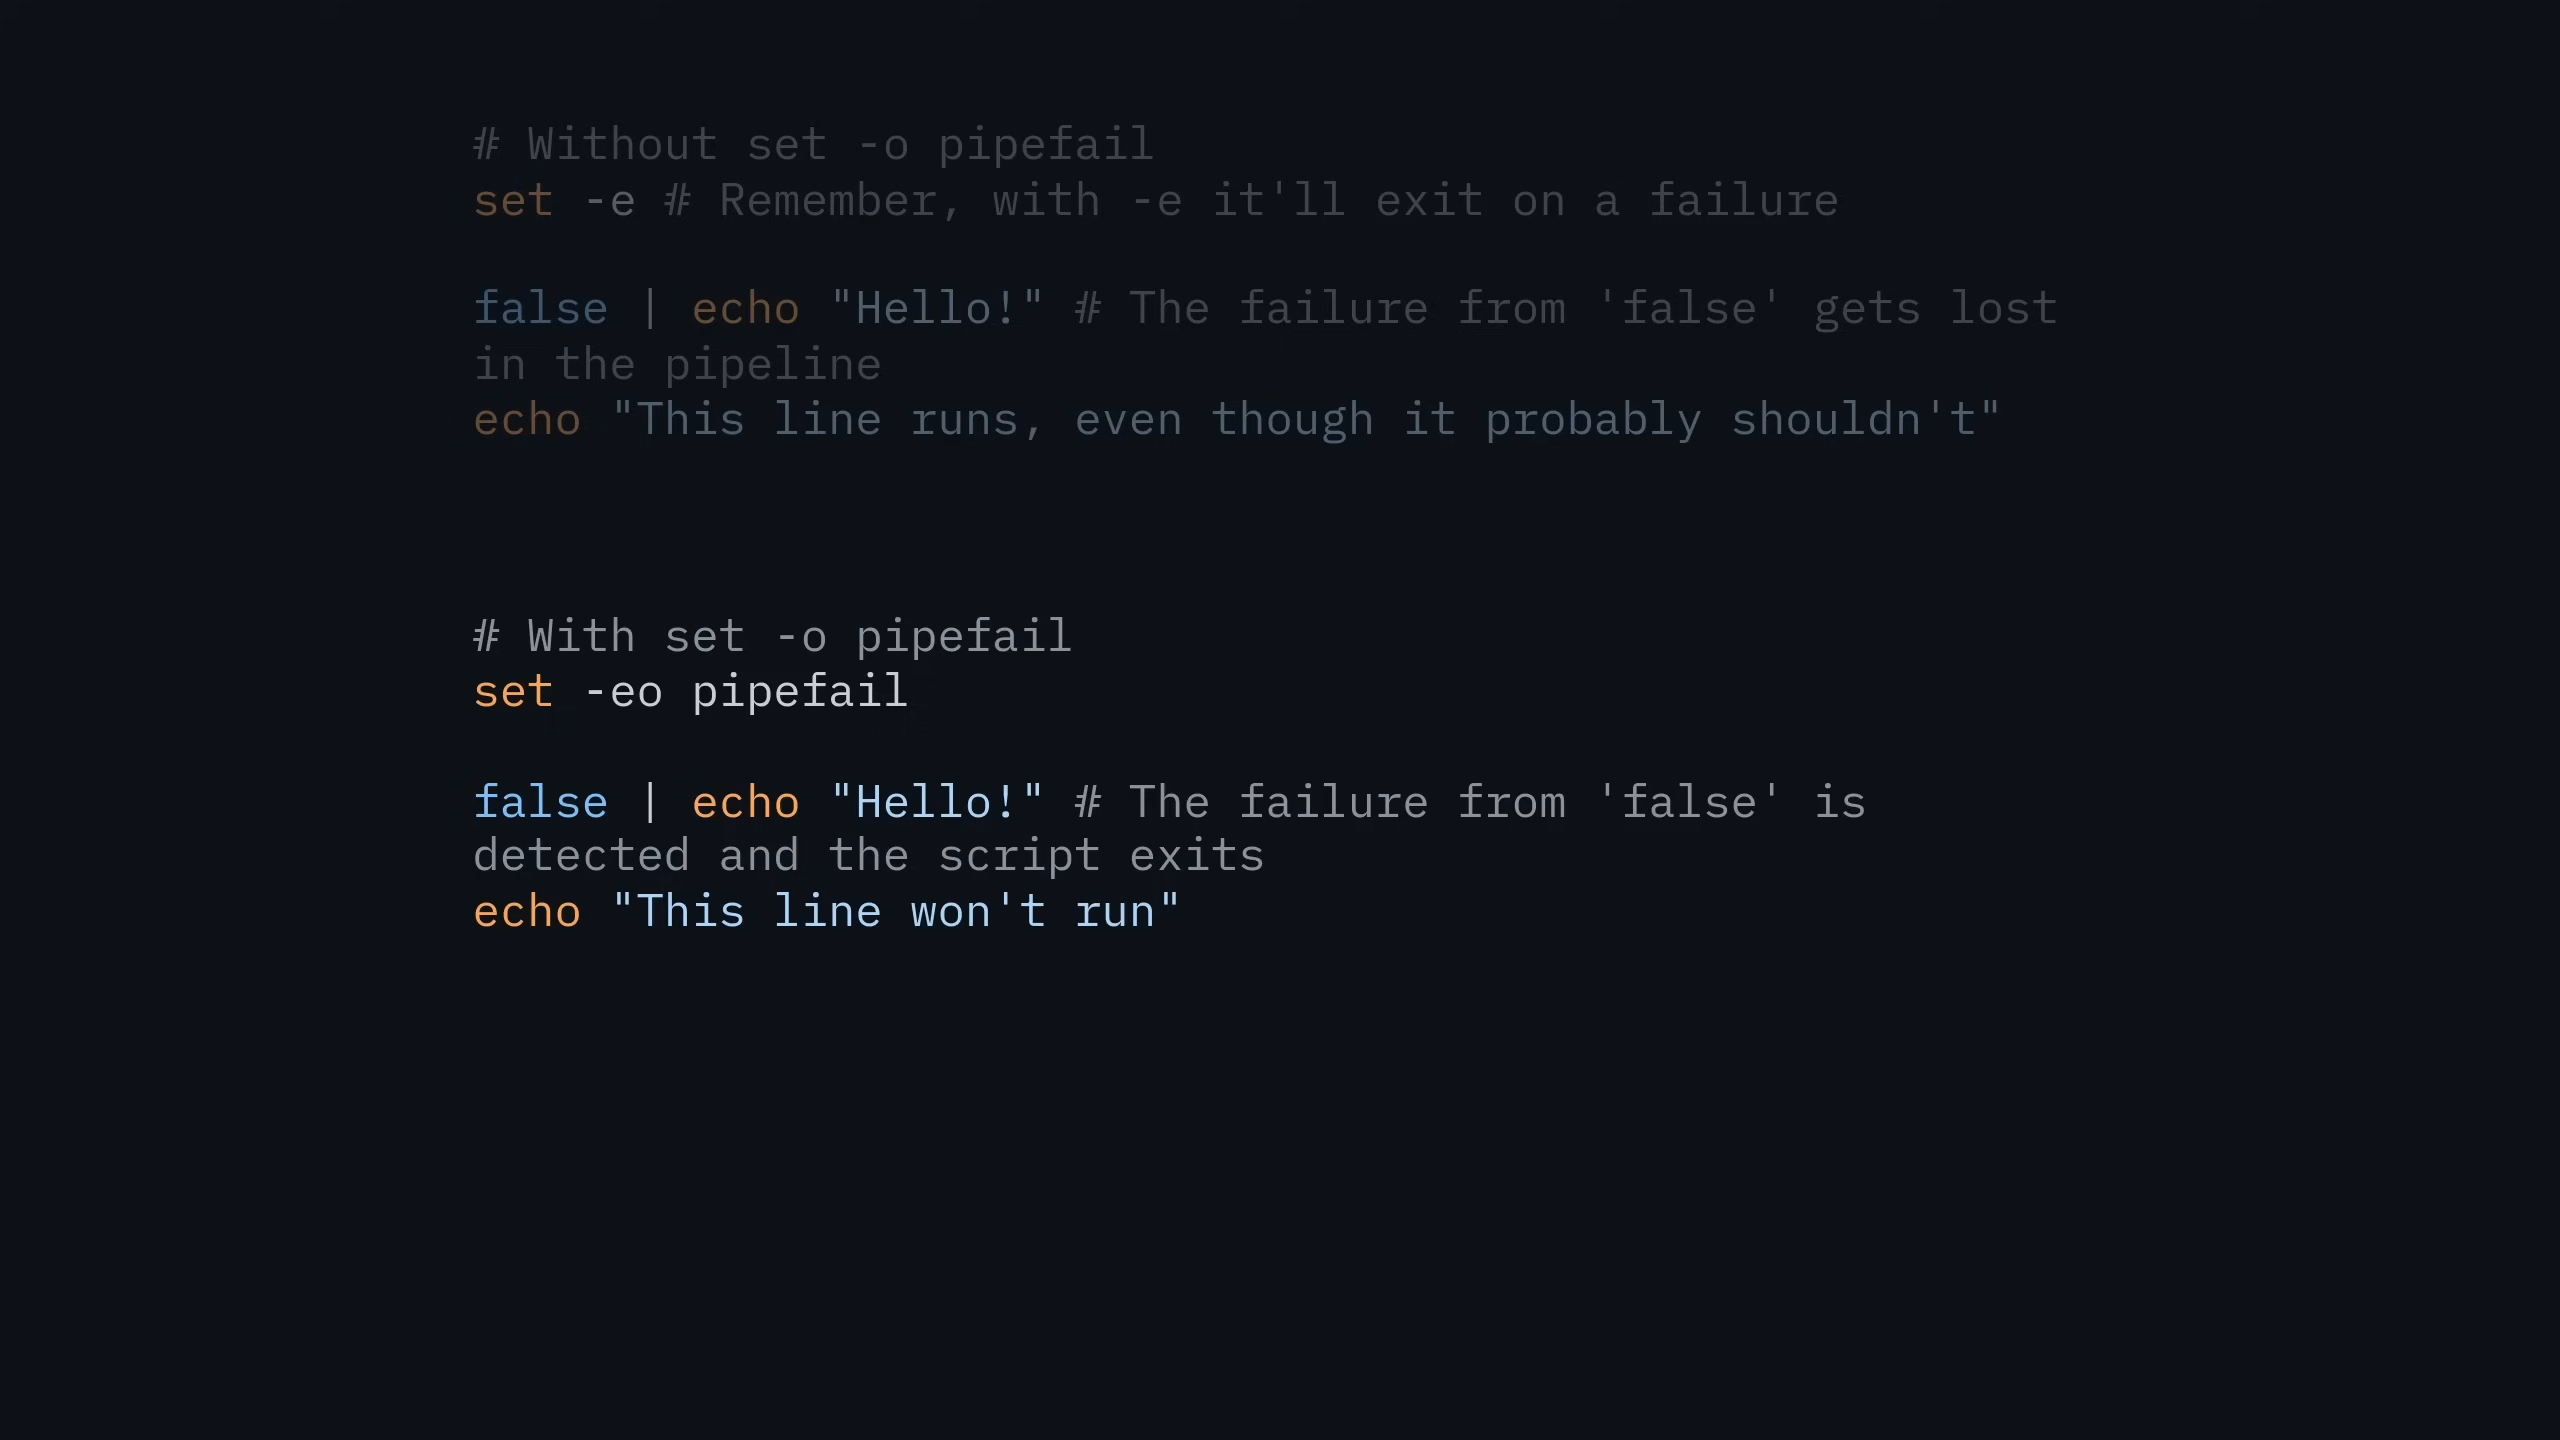 # Without set -o pipefail
set -e # Remember, with -e it'll exit on a failure
false | echo "Hello!" # The failure from 'false' gets lost
in the pipeline
echo "This line runs, even though it probably shouldn't"
# With set -o pipefail
set -eo pipefail
false | echo "Hello!" # The failure from 'false' is
detected and the script exits
echo "This line won't run"